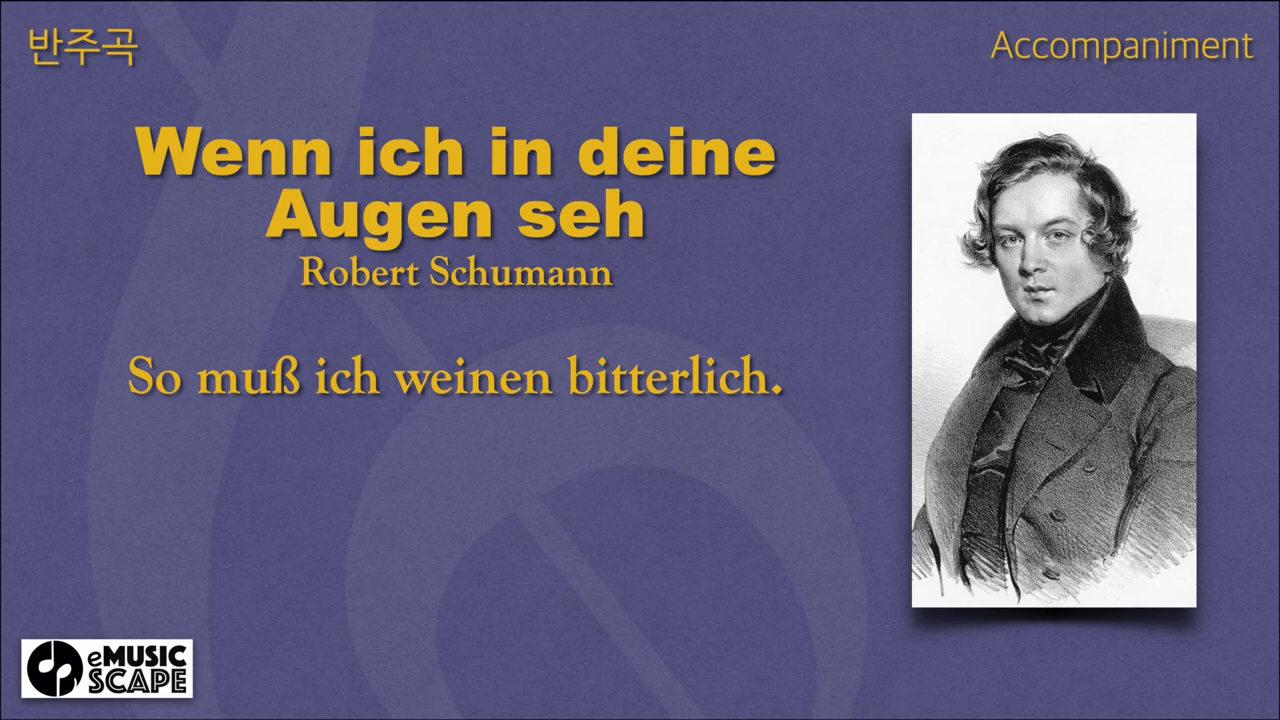 반주곡
Accompaniment
Wenn ich in deine
Augen seh
Robert Schumann
So muß ich weinen bitterlich.
eMUSIC
SCAPE